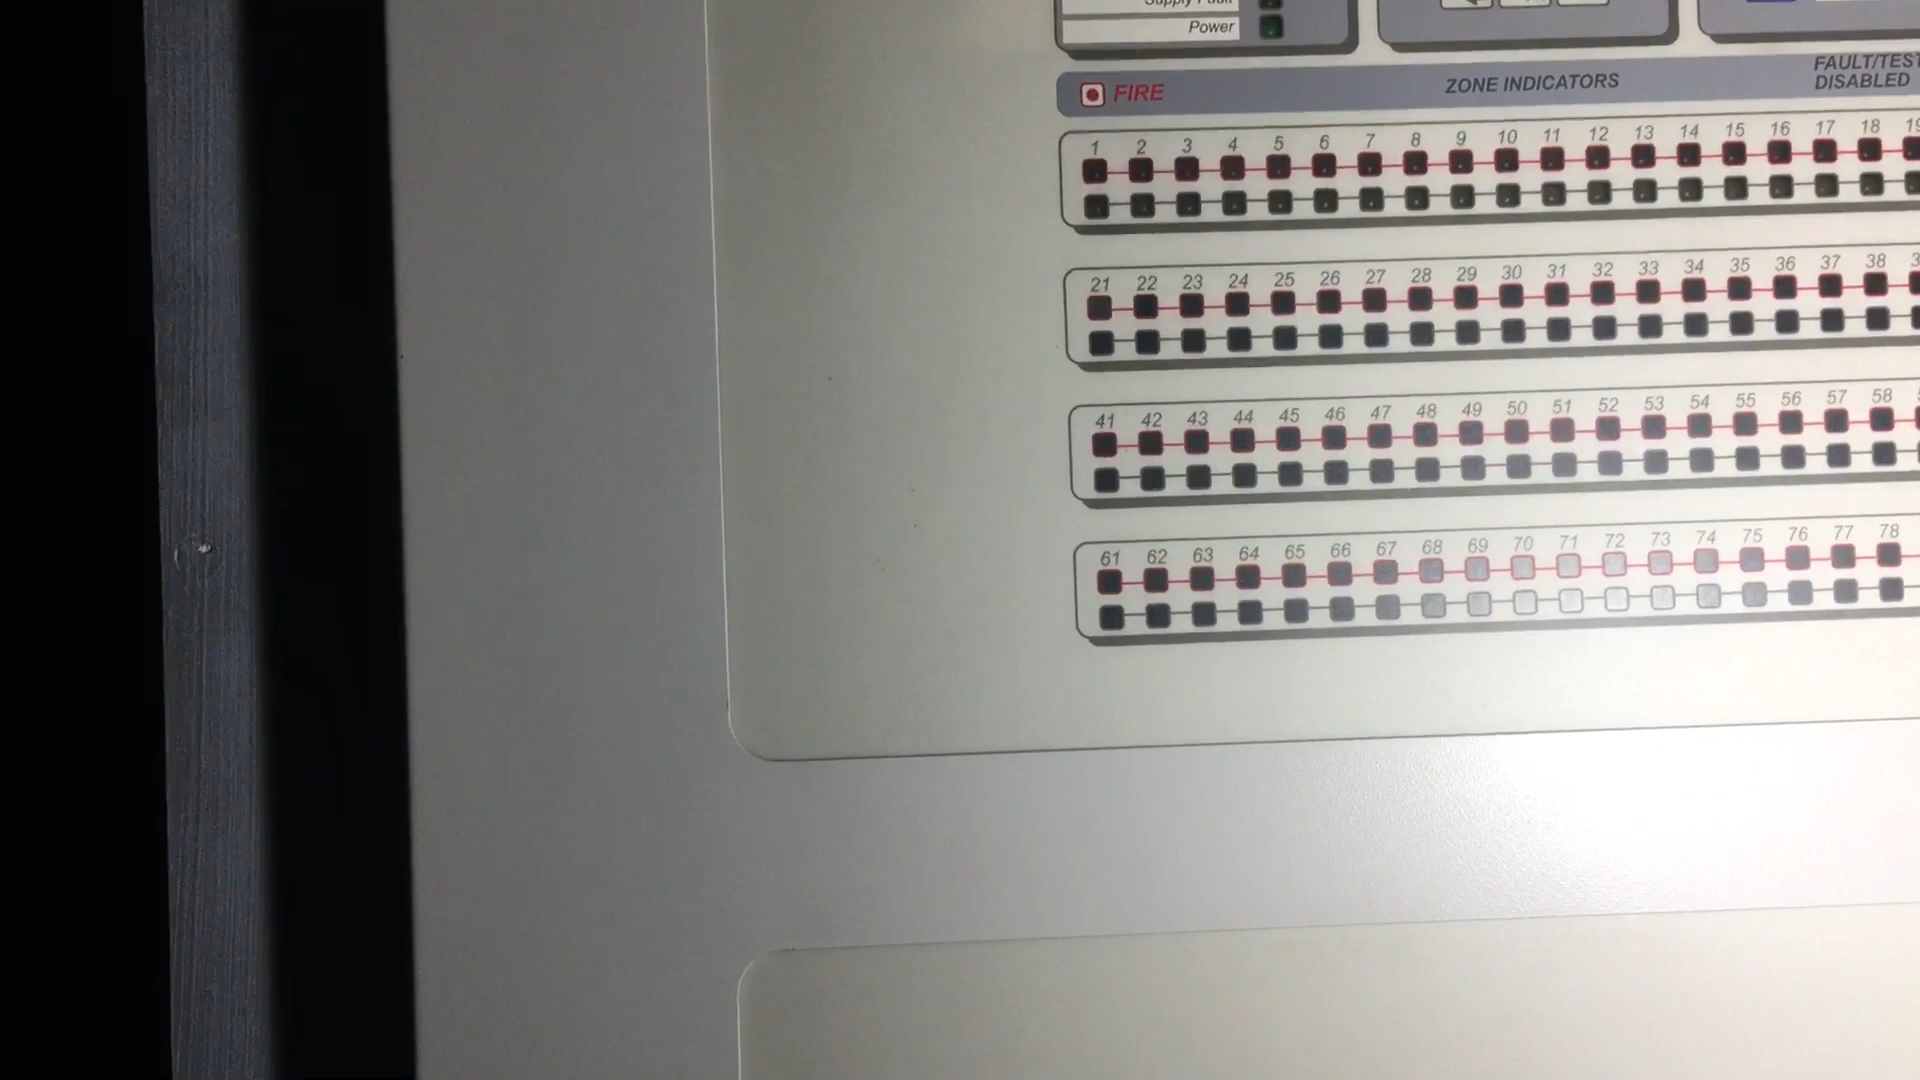 Supply Fault
Power
FIRE
ZONE INDICATORS
FAULT/TEST
DISABLED
1 2 3 4 5 6 7 8 9 10 11 12 13 14 15 16 17 18 19
21 22 23 24 25 26 27 28 29 30 31 32 33 34 35 36 37 38
41 42 43 44 45 46 47 48 49 50 51 52 53 54 55 56 57 58
61 62 63 64 65 66 67 68 69 70 71 72 73 74 75 76 77 78